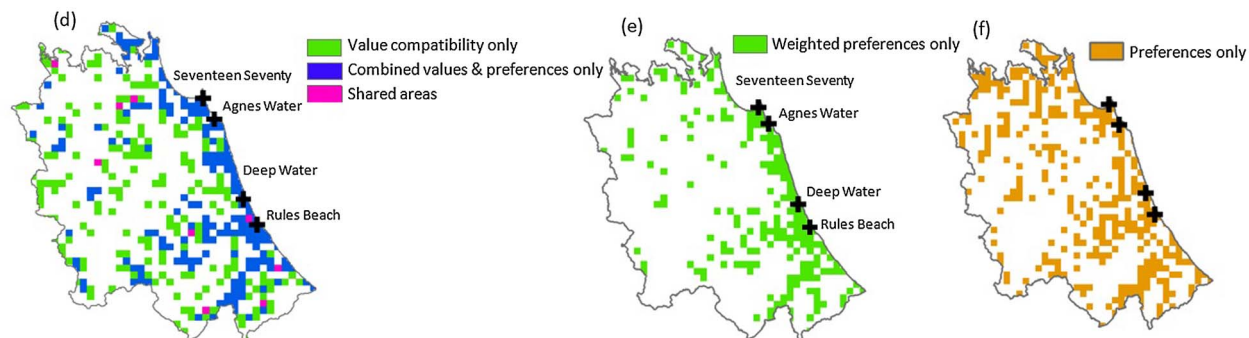 (d)
Value compatibility only
Combined values & preferences only
Shared areas
Seventeen Seventy
Agnes Water
Deep Water
Rules Beach
(e)
Weighted preferences only
Seventeen Seventy
Agnes Water
Deep Water
Rules Beach
(f)
Preferences only